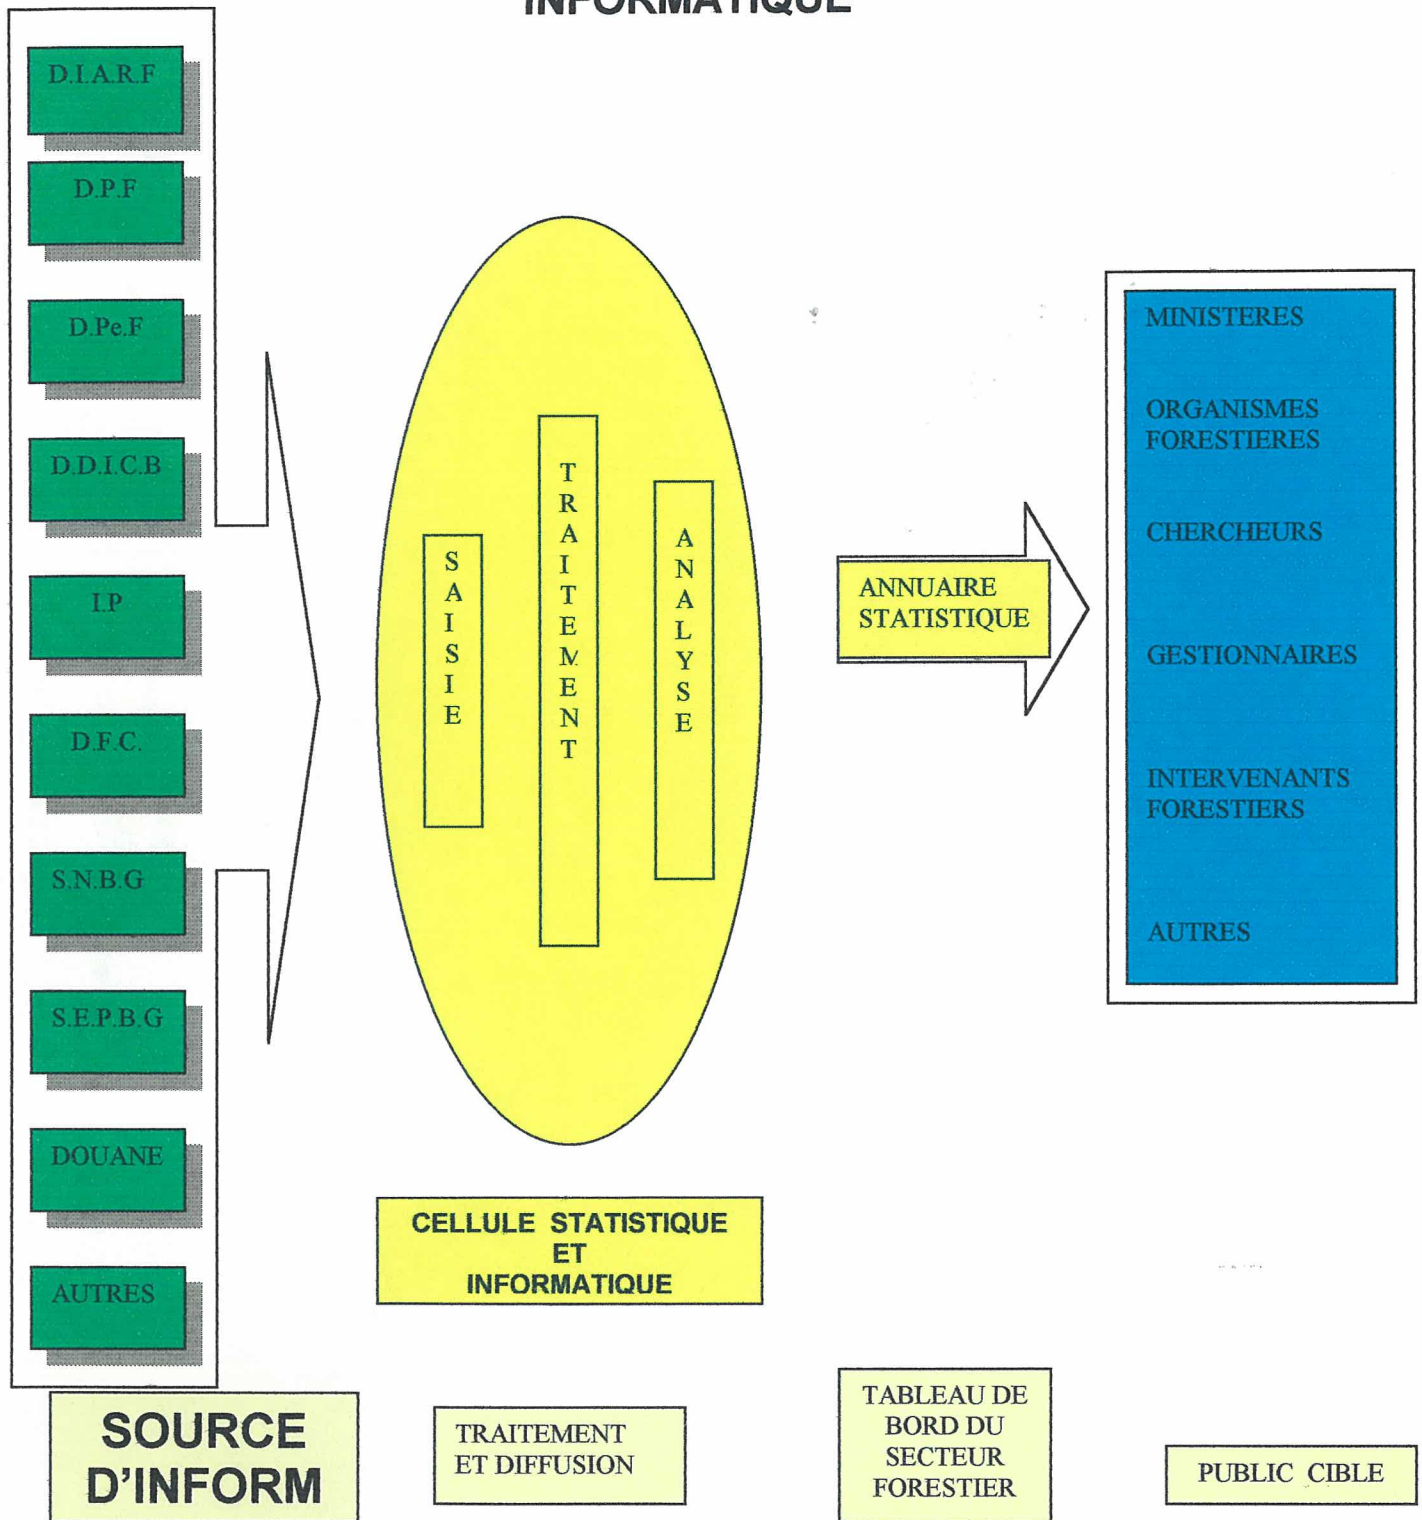 INFORMATIQUE
D.I.A.R.F
D.P.F
D.Pe.F
D.D.I.C.B
I.P
D.F.C.
S.N.B.G
S.E.P.B.G
DOUANE
AUTRES
SAISIE
TRAITEMENT
ANALYSE
CELLULE STATISTIQUE
ET
INFORMATIQUE
ANNUAIRE
STATISTIQUE
MINISTERES
ORGANISMES
FORESTIERES
CHERCHEURS
GESTIONNAIRES
INTERVENANTS
FORESTIERS
AUTRES
SOURCE
D'INFORM
TRAITEMENT
ET DIFFUSION
TABLEAU DE
BORD DU
SECTEUR
FORESTIER
PUBLIC CIBLE